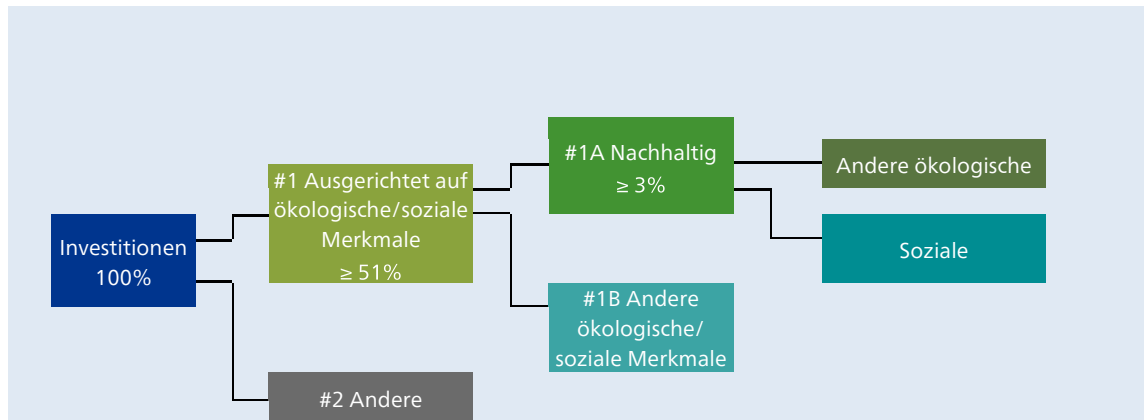 Investitionen
100%
#1 Ausgerichtet auf
ökologische/soziale
Merkmale
≥ 51%
#2 Andere
#1A Nachhaltig
≥ 3%
#1B Andere
ökologische/
soziale Merkmale
Andere ökologische
Soziale